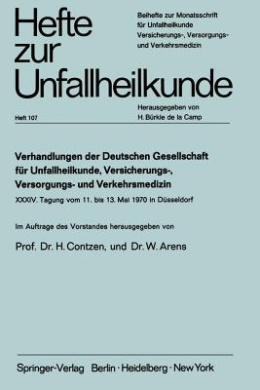 Hefte
zur
Unfallheilkunde
Beihefte zur Monatsschrift
für Unfallheilkunde
Versicherungs-, Versorgungs-
und Verkehrsmedizin
Heft 107
Herausgegeben von
H. Bürkle de la Camp
Verhandlungen der Deutschen Gesellschaft
für Unfallheilkunde, Versicherungs-,
Versorgungs- und Verkehrsmedizin
XXXIV. Tagung vom 11. bis 13. Mai 1970 in Düsseldorf
Im Auftrage des Vorstandes herausgegeben von
Prof. Dr. H. Contzen, und Dr. W. Arens
Springer-Verlag Berlin · Heidelberg · New York